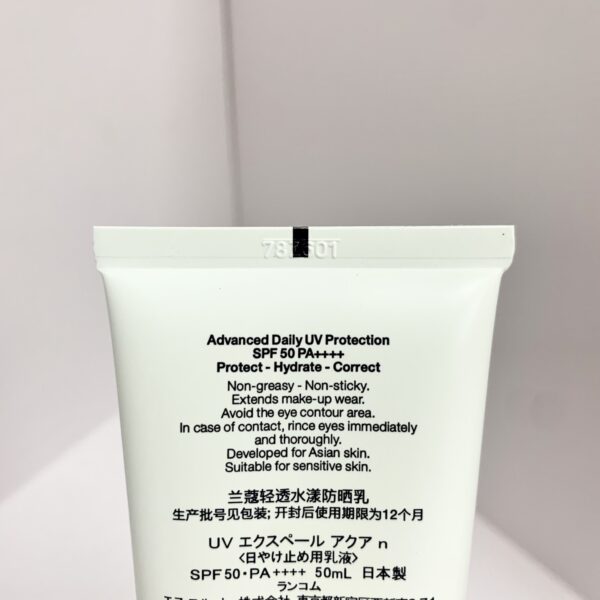 Advanced Daily UV Protection
SPF 50 PA++++
Protect - Hydrate - Correct
Non-greasy - Non-sticky.
Extends make-up wear.
Avoid the eye contour area.
In case of contact, rince eyes immediately
and thoroughly.
Developed for Asian skin.
Suitable for sensitive skin.
兰蔻轻透水漾防晒乳
生产批号见包装; 开封后使用期限为12个月
UV エクスペール アクア n
〈日やけ止め用乳液〉
SPF 50・PA++++ 50mL 日本製
ランコム